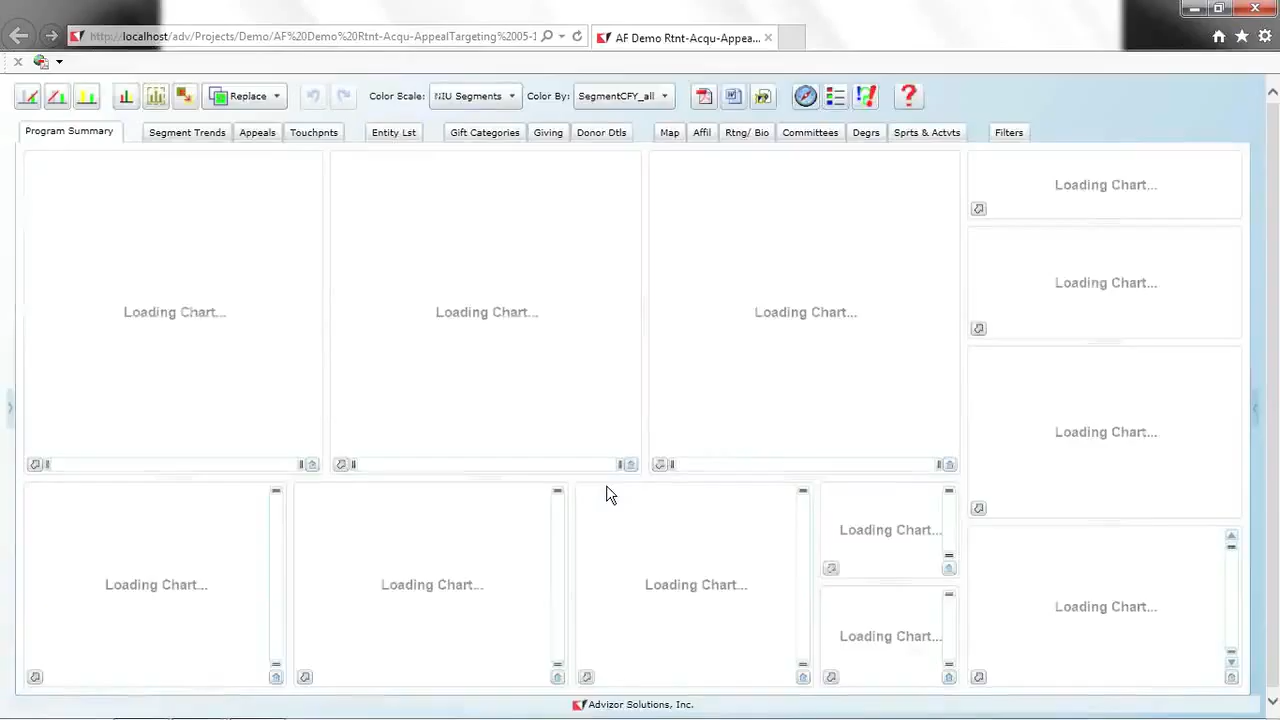 http://localhost/adv/Projects/Demo/AF%20Demo%20Rtnt-Acqu-AppealTargeting%2005-1
AF Demo Rtnt-Acqu-Appea...
Replace
Color Scale:
NIU Segments
Color By:
SegmentCFY_all
Program Summary
Segment Trends
Appeals
Touchpnts
Entity Lst
Gift Categories
Giving
Donor Dtls
Map
Affil
Rtng/ Bio
Committees
Degrs
Sprts & Actvts
Filters
Loading Chart...
Loading Chart...
Loading Chart...
Loading Chart...
Loading Chart...
Loading Chart...
Loading Chart...
Loading Chart...
Loading Chart...
Loading Chart...
Loading Chart...
Loading Chart...
Advizor Solutions, Inc.